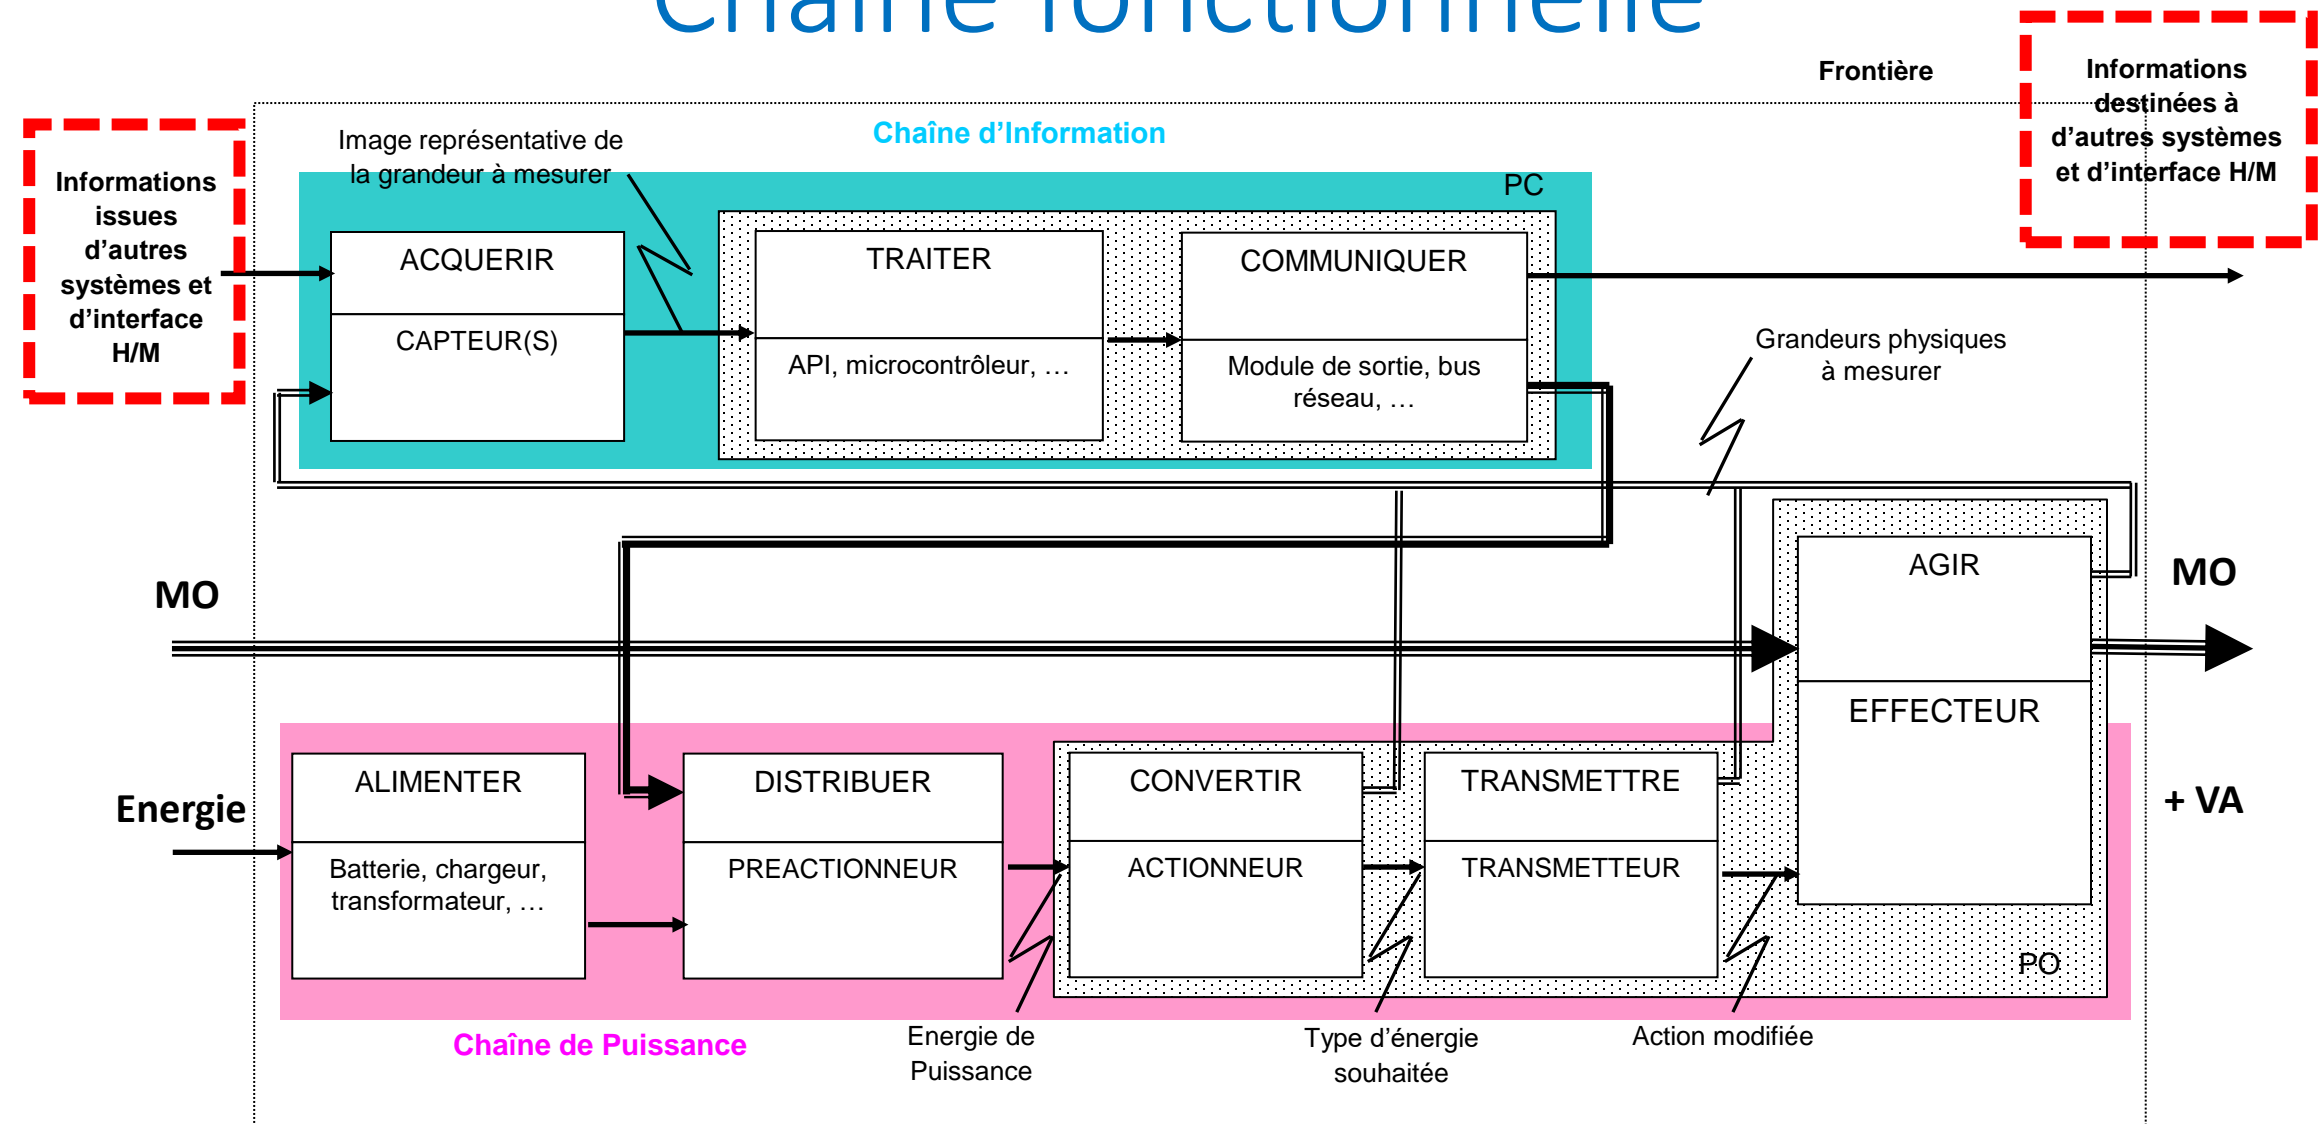 Chaîne fonctionnelle
Frontière
Informations
destinées à
d'autres systèmes
et d'interface H/M
Informations
issues
d'autres
systèmes et
d'interface
H/M
Image représentative de
la grandeur à mesurer
Chaîne d'Information
PC
ACQUERIR
CAPTEUR(S)
TRAITER
API, microcontrôleur, …
COMMUNIQUER
Module de sortie, bus
réseau, …
Grandeurs physiques
à mesurer
MO
AGIR
EFFECTEUR
MO
Energie
ALIMENTER
Batterie, chargeur,
transformateur, …
DISTRIBUER
PREACTIONNEUR
CONVERTIR
ACTIONNEUR
TRANSMETTRE
TRANSMETTEUR
+ VA
PO
Chaîne de Puissance
Energie de
Puissance
Type d'énergie
souhaitée
Action modifiée